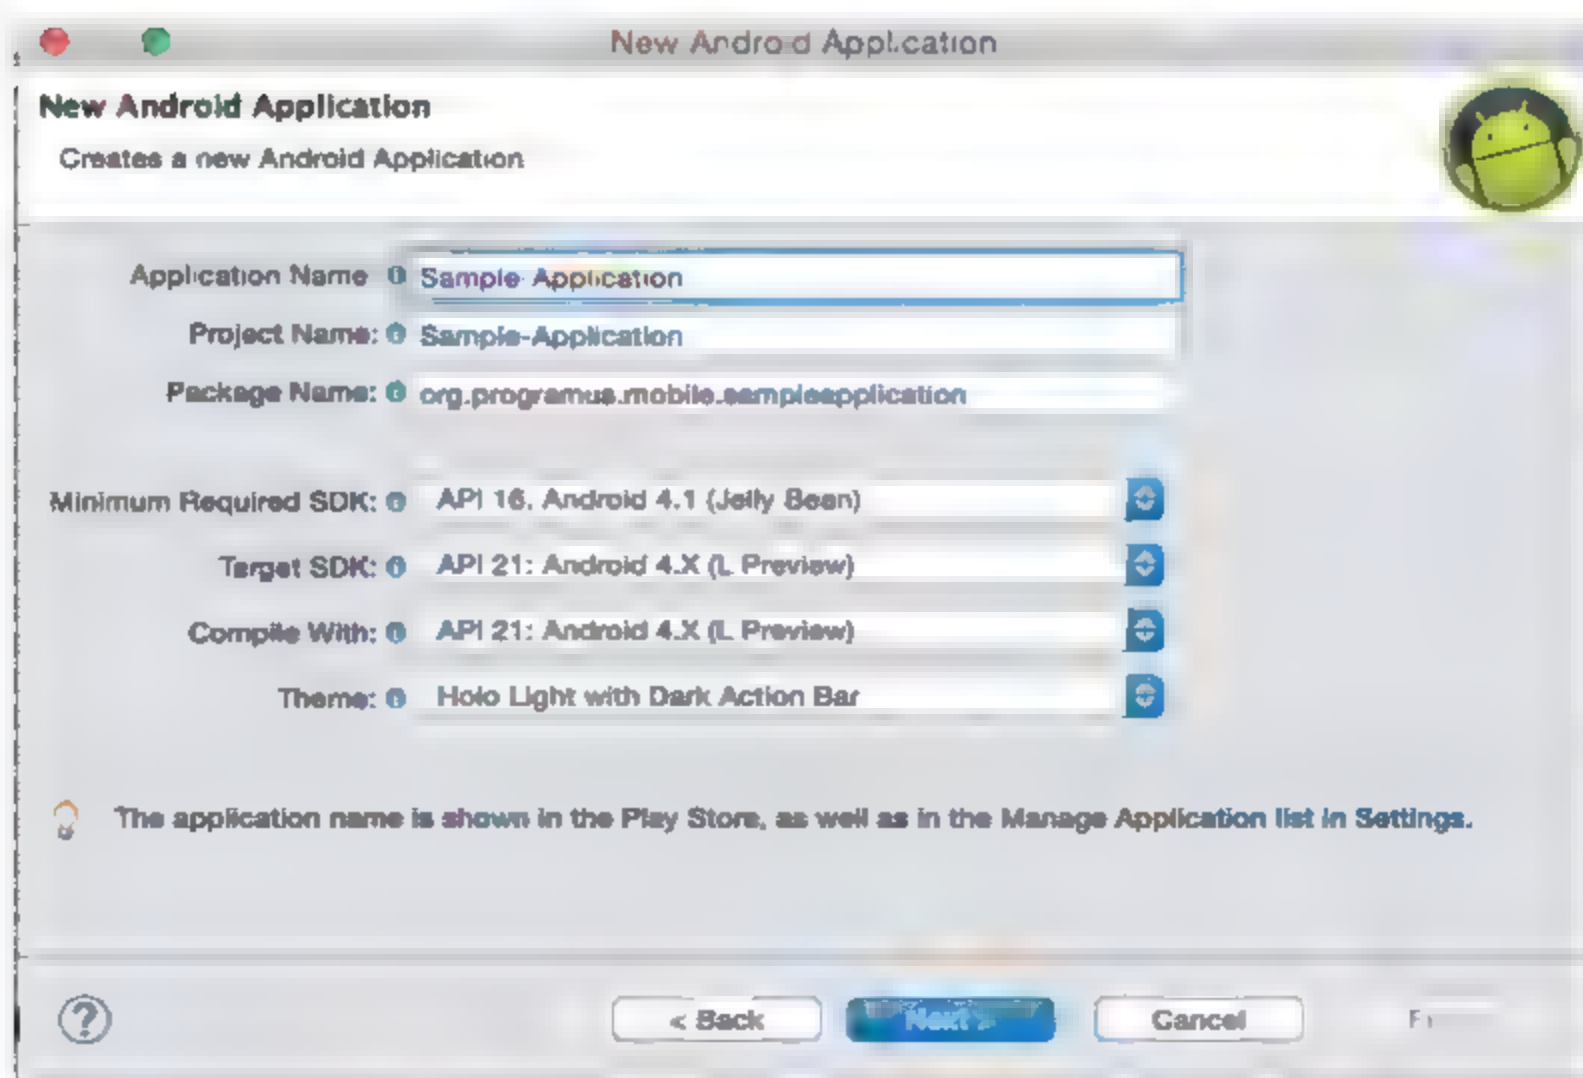 New Android Application
New Android Application
Creates a new Android Application
Application Name Sample-Application
Project Name: Sample-Application
Package Name: org.programus.mobile.sampleapplication
Minimum Required SDK: API 16: Android 4.1 (Jelly Bean)
Target SDK: API 21: Android 4.X (L Preview)
Compile With: API 21: Android 4.X (L Preview)
Theme: Holo Light with Dark Action Bar
The application name is shown in the Play Store, as well as in the Manage Application list in Settings.
? < Back Next > Cancel